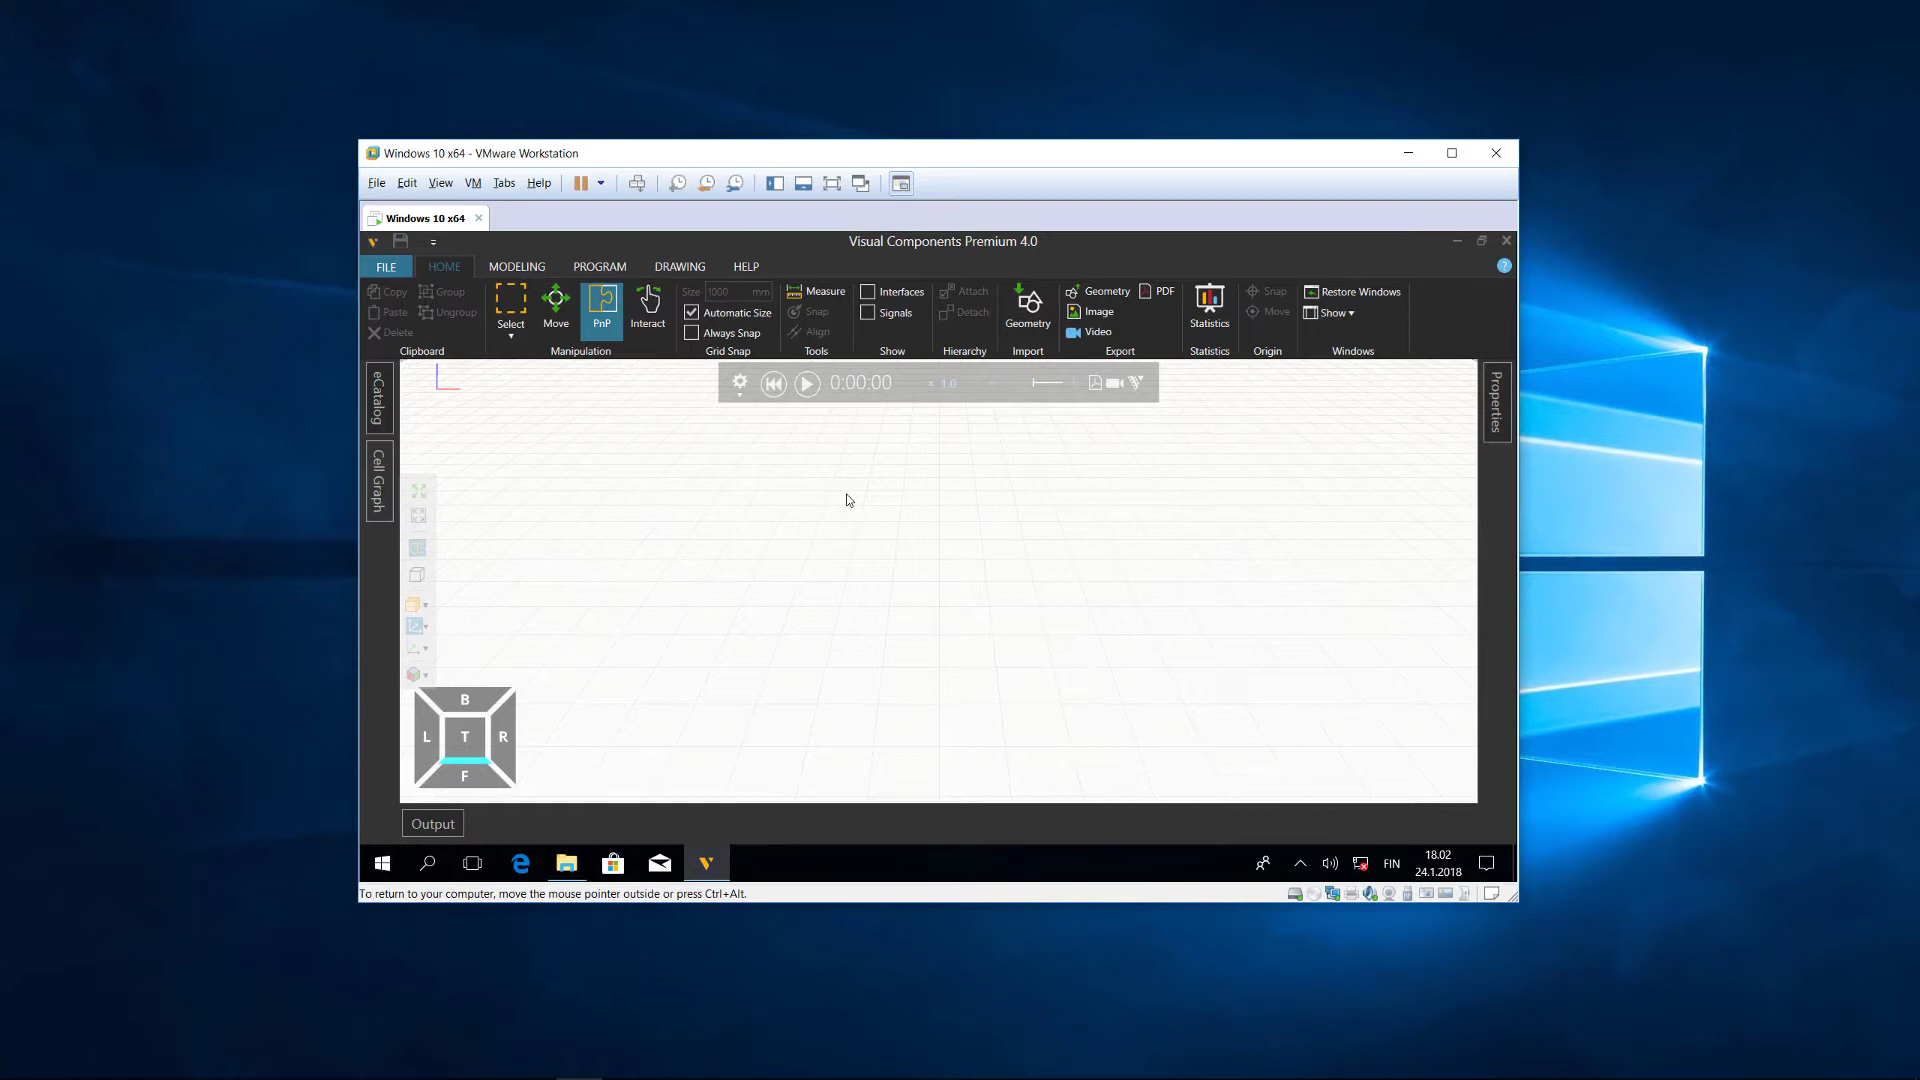 Windows 10 x64 - VMware Workstation
File Edit View VM Tabs Help
Windows 10 x64
Visual Components Premium 4.0
FILE HOME MODELING PROGRAM DRAWING HELP
Copy Group Size 1000 mm Measure Interfaces Attach Geometry PDF Snap Restore Windows
Paste Ungroup Select Move PnP Interact Automatic Size Snap Signals Detach Geometry Image Statistics Move Show
Delete Always Snap Align Video
Clipboard Manipulation Grid Snap Tools Show Hierarchy Import Export Statistics Origin Windows
eCatalog
Cell Graph
0:00:00 x 1.0
Properties
B
L T R
F
Output
FIN
18.02
24.1.2018
To return to your computer, move the mouse pointer outside or press Ctrl+Alt.